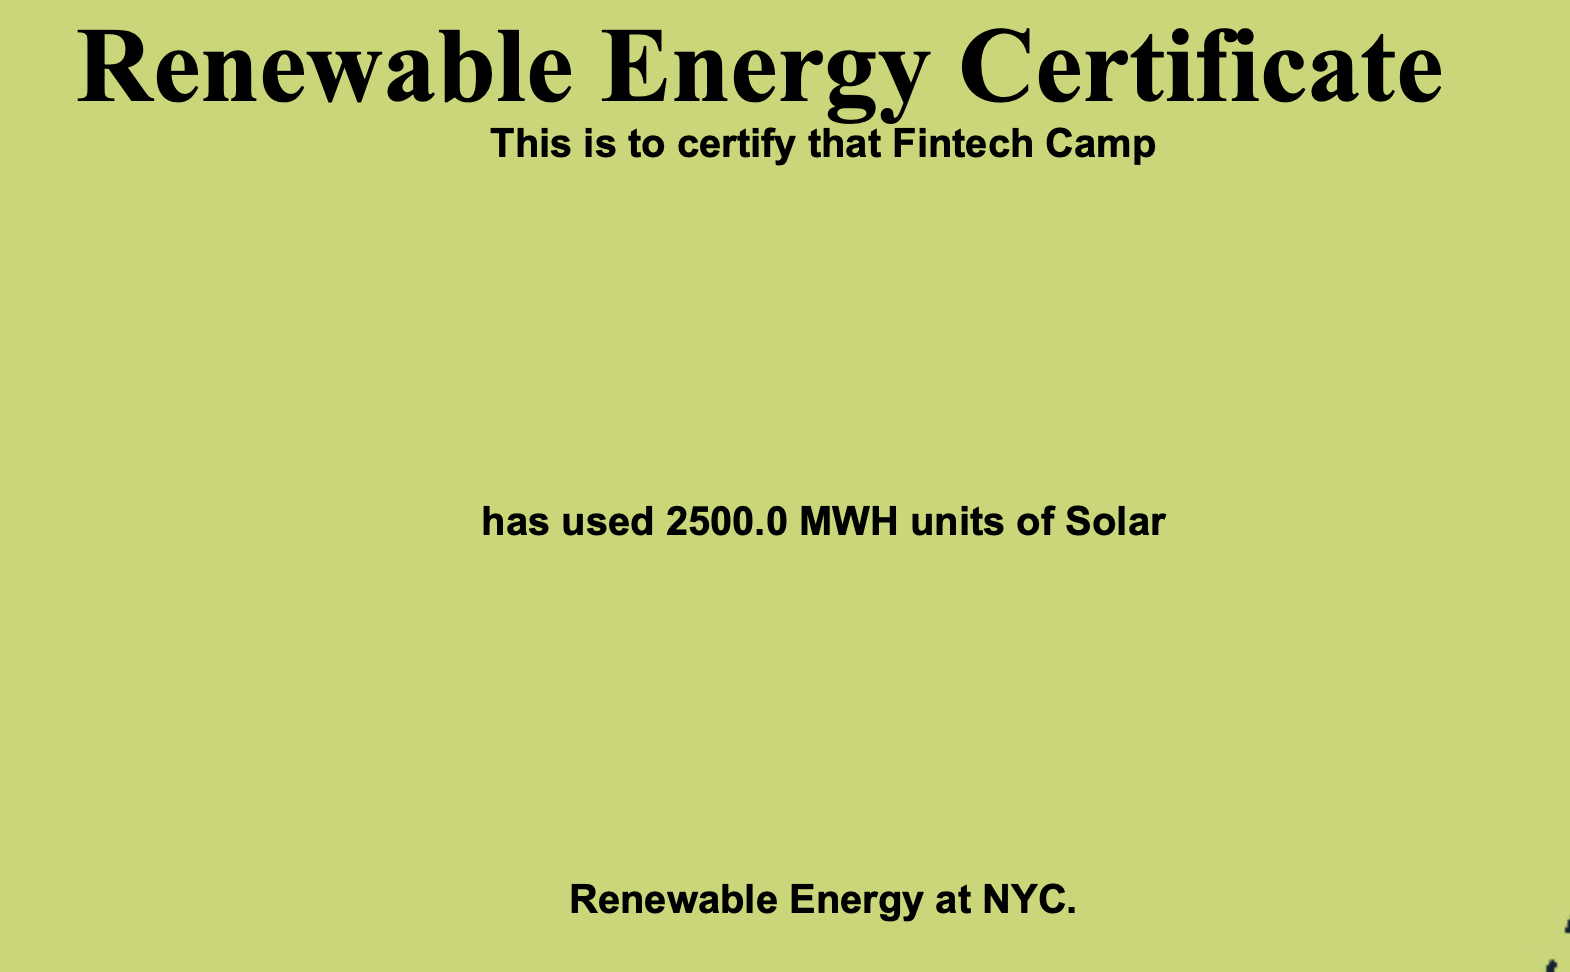 Renewable Energy Certificate
This is to certify that Fintech Camp
has used 2500.0 MWH units of Solar
Renewable Energy at NYC.